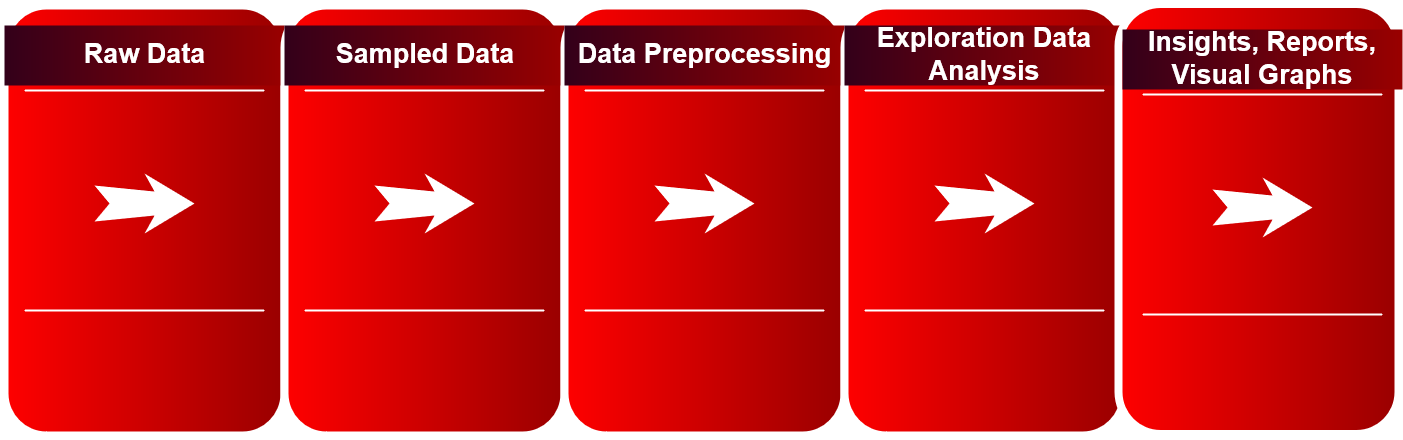 Raw Data
Sampled Data
Data Preprocessing
Exploration Data
Analysis
Insights, Reports,
Visual Graphs